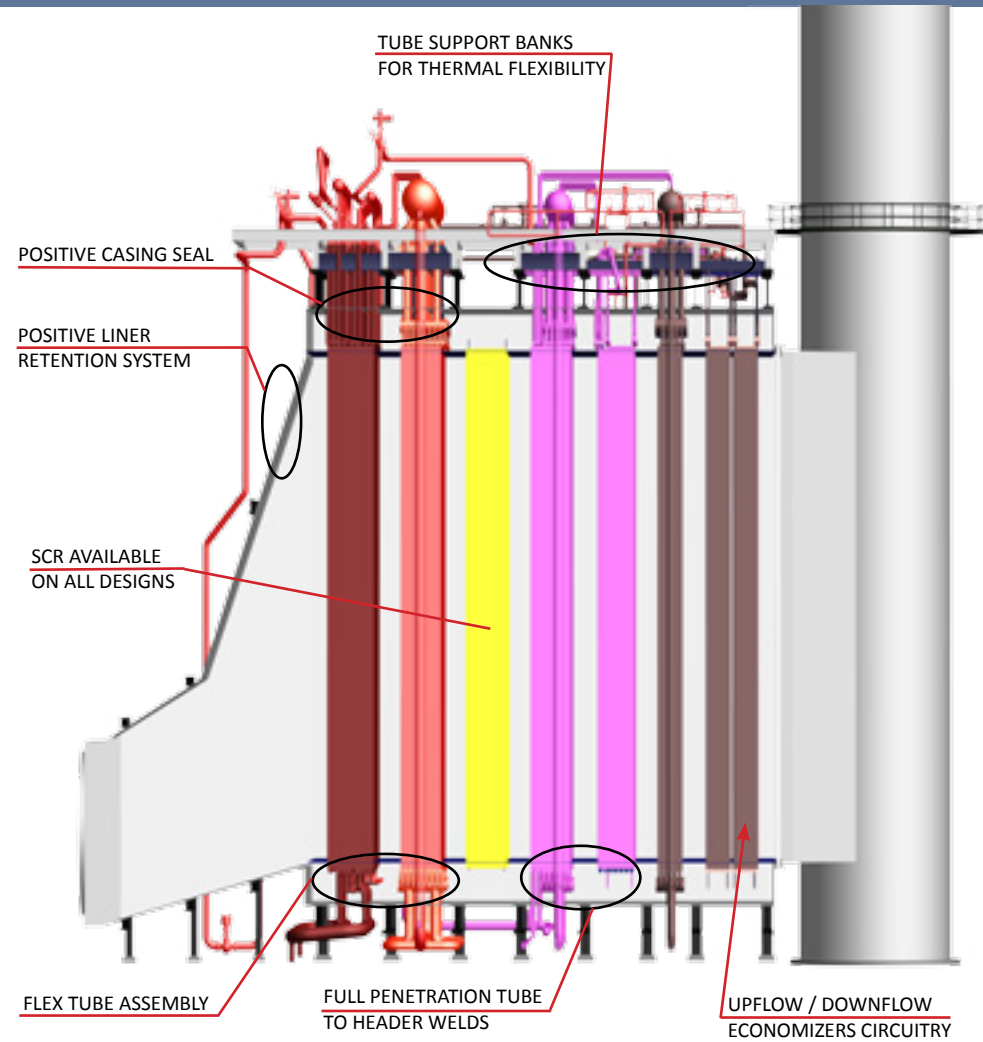 TUBE SUPPORT BANKS
FOR THERMAL FLEXIBILITY
POSITIVE CASING SEAL
POSITIVE LINER
RETENTION SYSTEM
SCR AVAILABLE
ON ALL DESIGNS
FLEX TUBE ASSEMBLY
FULL PENETRATION TUBE
TO HEADER WELDS
UPFLOW / DOWNFLOW
ECONOMIZERS CIRCUITRY